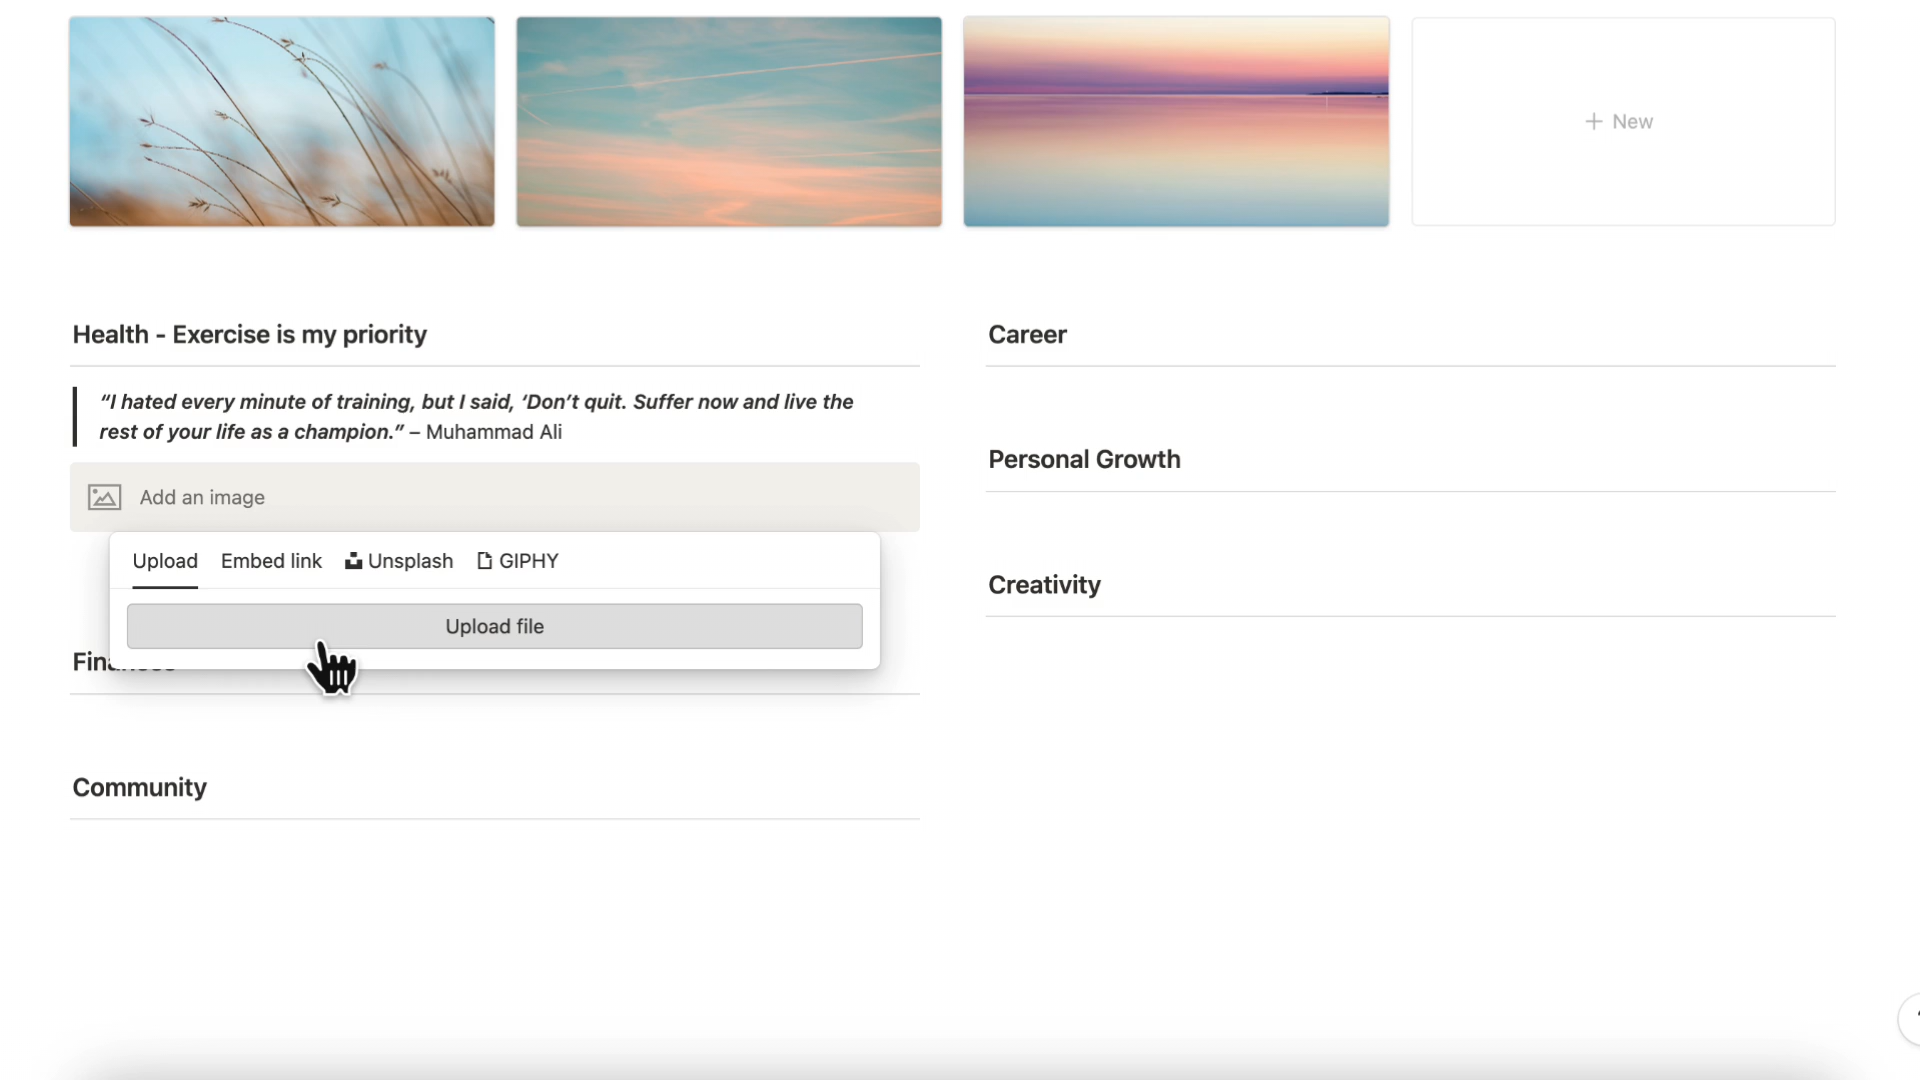 + New
Health - Exercise is my priority
“I hated every minute of training, but I said, ‘Don’t quit. Suffer now and live the
rest of your life as a champion.” – Muhammad Ali
Add an image
Upload Embed link Unsplash GIPHY
Upload file
Community
Career
Personal Growth
Creativity